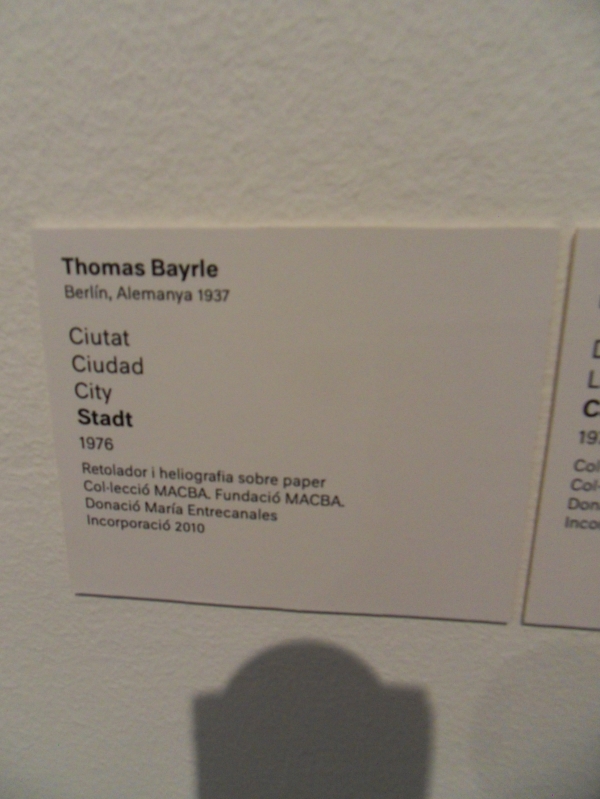 Thomas Bayrle
Berlín, Alemanya 1937
Ciutat
Ciudad
City
Stadt
1976
Retolador i heliografia sobre paper
Col·lecció MACBA. Fundació MACBA.
Donació María Entrecanales
Incorporació 2010